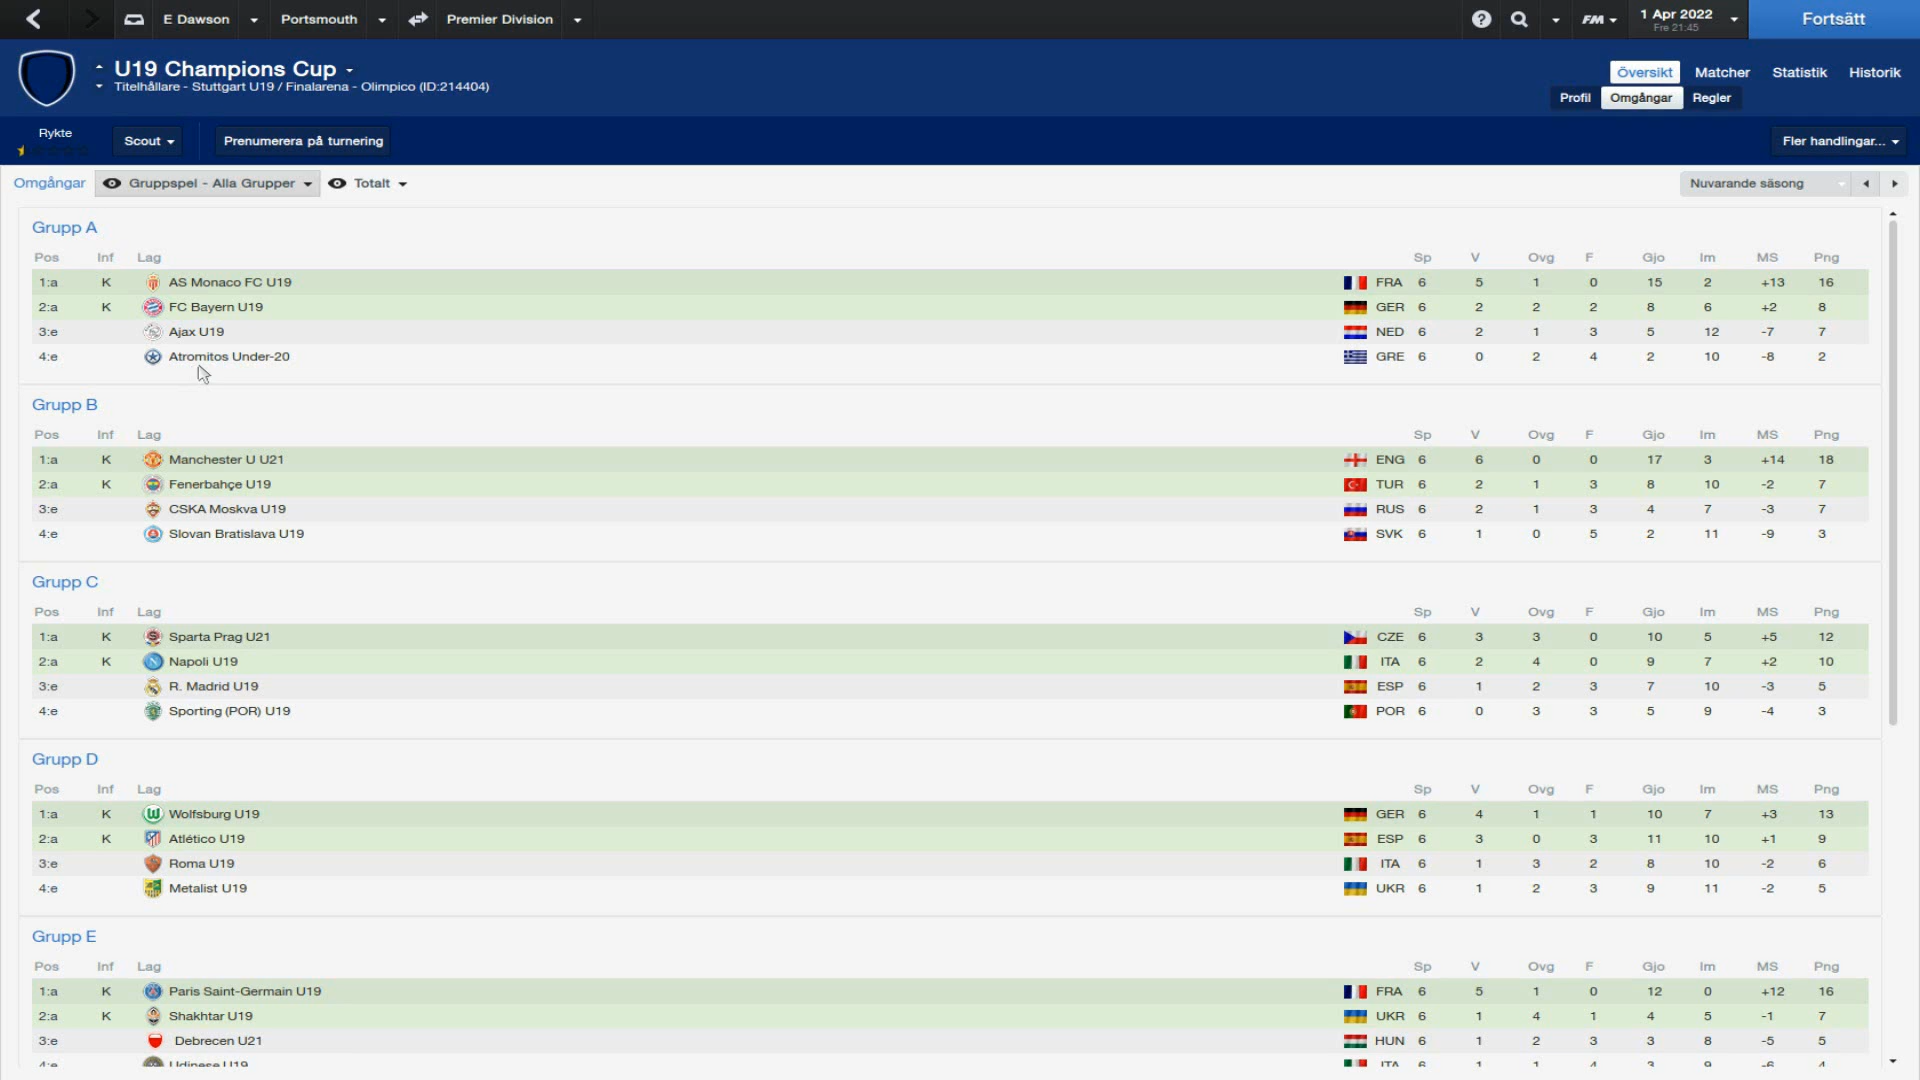 E Dawson Portsmouth Premier Division FM 1 Apr 2022 Fortsätt
Fre 21:45
U19 Champions Cup
Titelhållare - Stuttgart U19 / Finalarena - Olimpico (ID:214404)
Översikt Matcher Statistik Historik
Profil Omgångar Regler
Rykte Scout Prenumerera på turnering Fler handlingar...
Omgångar Gruppspel - Alla Grupper Totalt Nuvarande säsong
Grupp A
Pos Inf Lag Sp V Ovg F Gjo Im MS Png
1:a K AS Monaco FC U19 FRA 6 5 1 0 15 2 +13 16
2:a K FC Bayern U19 GER 6 2 2 2 8 6 +2 8
3:e Ajax U19 NED 6 2 1 3 5 12 -7 7
4:e Atromitos Under-20 GRE 6 0 2 4 2 10 -8 2
Grupp B
Pos Inf Lag Sp V Ovg F Gjo Im MS Png
1:a K Manchester U U21 ENG 6 6 0 0 17 3 +14 18
2:a K Fenerbahçe U19 TUR 6 2 1 3 8 10 -2 7
3:e CSKA Moskva U19 RUS 6 2 1 3 4 7 -3 7
4:e Slovan Bratislava U19 SVK 6 1 0 5 2 11 -9 3
Grupp C
Pos Inf Lag Sp V Ovg F Gjo Im MS Png
1:a K Sparta Prag U21 CZE 6 3 3 0 10 5 +5 12
2:a K Napoli U19 ITA 6 2 4 0 9 7 +2 10
3:e R. Madrid U19 ESP 6 1 2 3 7 10 -3 5
4:e Sporting (POR) U19 POR 6 0 3 3 5 9 -4 3
Grupp D
Pos Inf Lag Sp V Ovg F Gjo Im MS Png
1:a K Wolfsburg U19 GER 6 4 1 1 10 7 +3 13
2:a K Atlético U19 ESP 6 3 0 3 11 10 +1 9
3:e Roma U19 ITA 6 1 3 2 8 10 -2 6
4:e Metalist U19 UKR 6 1 2 3 9 11 -2 5
Grupp E
Pos Inf Lag Sp V Ovg F Gjo Im MS Png
1:a K Paris Saint-Germain U19 FRA 6 5 1 0 12 0 +12 16
2:a K Shakhtar U19 UKR 6 1 4 1 4 5 -1 7
3:e Debrecen U21 HUN 6 1 2 3 3 8 -5 5
4:e Udinese U19 ITA 6 1 1 4 3 9 -6 4